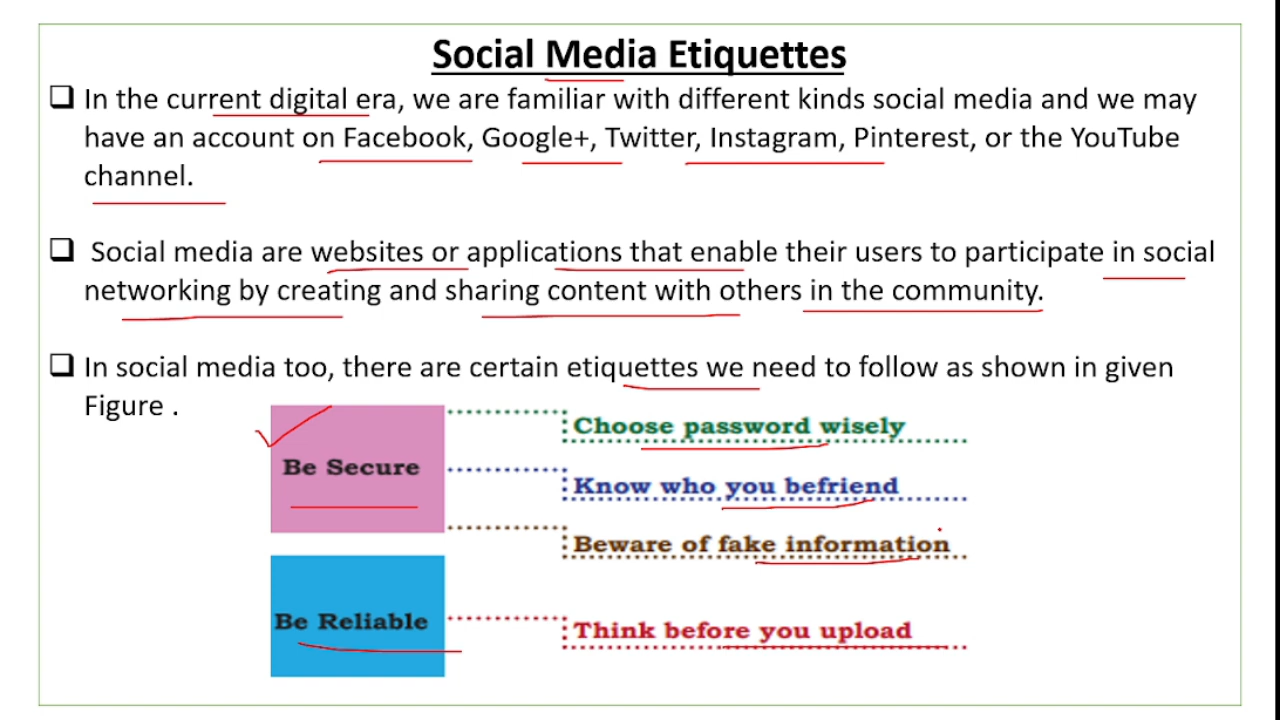 Social Media Etiquettes
❑ In the current digital era, we are familiar with different kinds social media and we may
have an account on Facebook, Google+, Twitter, Instagram, Pinterest, or the YouTube
channel.
❑ Social media are websites or applications that enable their users to participate in social
networking by creating and sharing content with others in the community.
❑ In social media too, there are certain etiquettes we need to follow as shown in given
Figure .
Be Secure
Choose password wisely
Know who you befriend
Beware of fake information
Be Reliable
Think before you upload